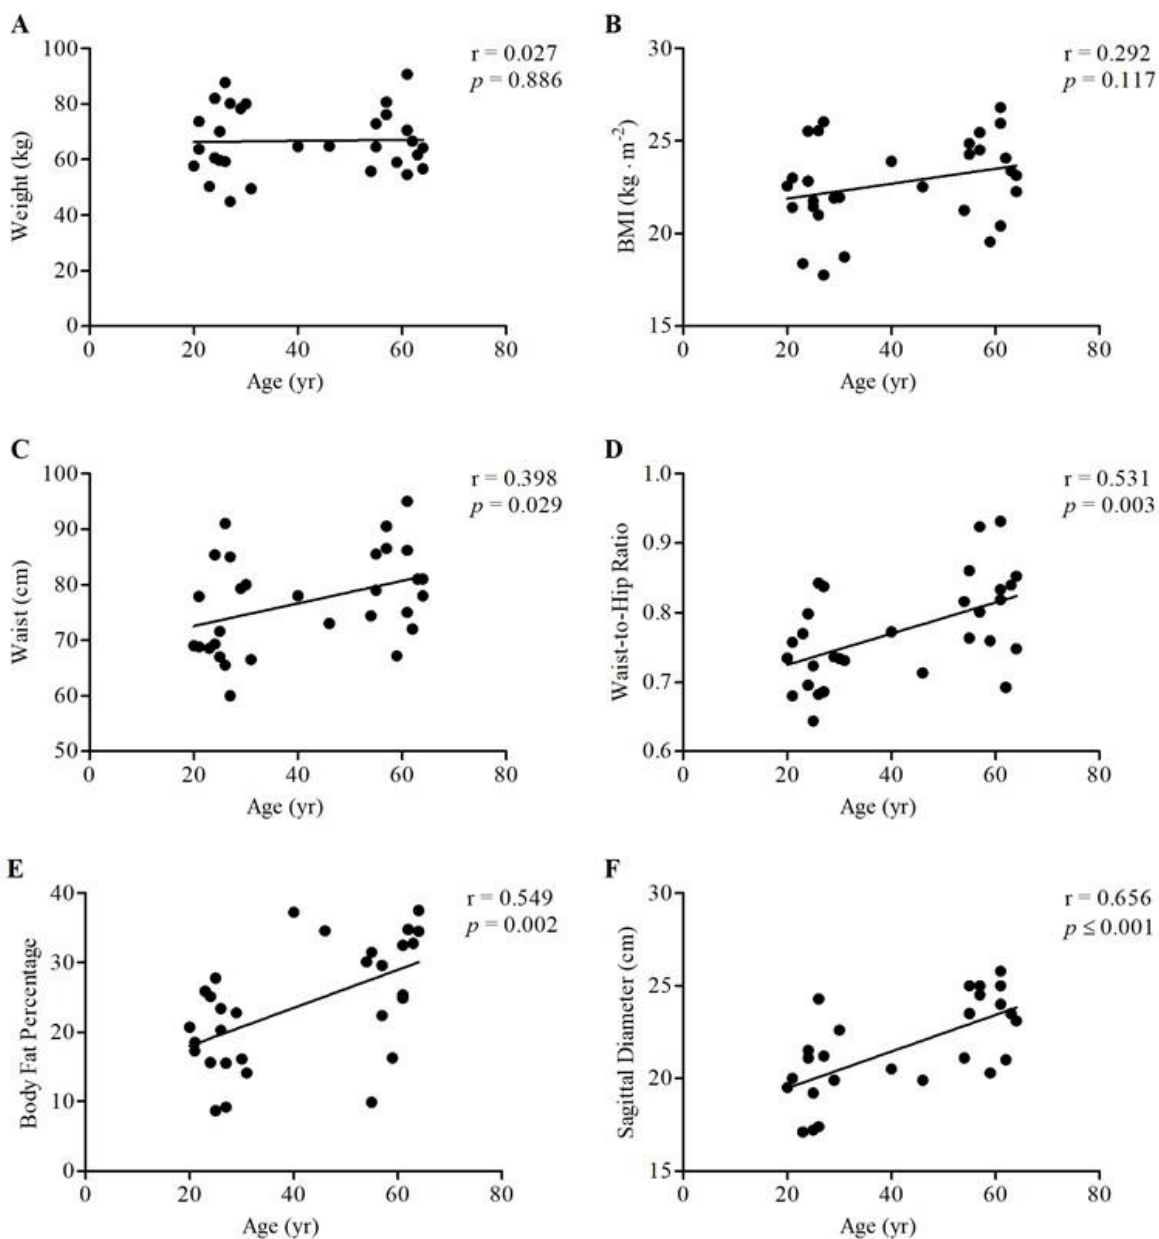 A
r = 0.027
p = 0.886
Weight (kg)
100
80
60
40
20
0
0 20 40 60 80
Age (yr)
B
r = 0.292
p = 0.117
BMI (kg · m-2)
30
25
20
15
0 20 40 60 80
Age (yr)
C
r = 0.398
p = 0.029
Waist (cm)
100
90
80
70
60
50
0 20 40 60 80
Age (yr)
D
r = 0.531
p = 0.003
Waist-to-Hip Ratio
1.0
0.9
0.8
0.7
0.6
0 20 40 60 80
Age (yr)
E
r = 0.549
p = 0.002
Body Fat Percentage
40
30
20
10
0
0 20 40 60 80
Age (yr)
F
r = 0.656
p ≤ 0.001
Sagittal Diameter (cm)
30
25
20
15
0 20 40 60 80
Age (yr)